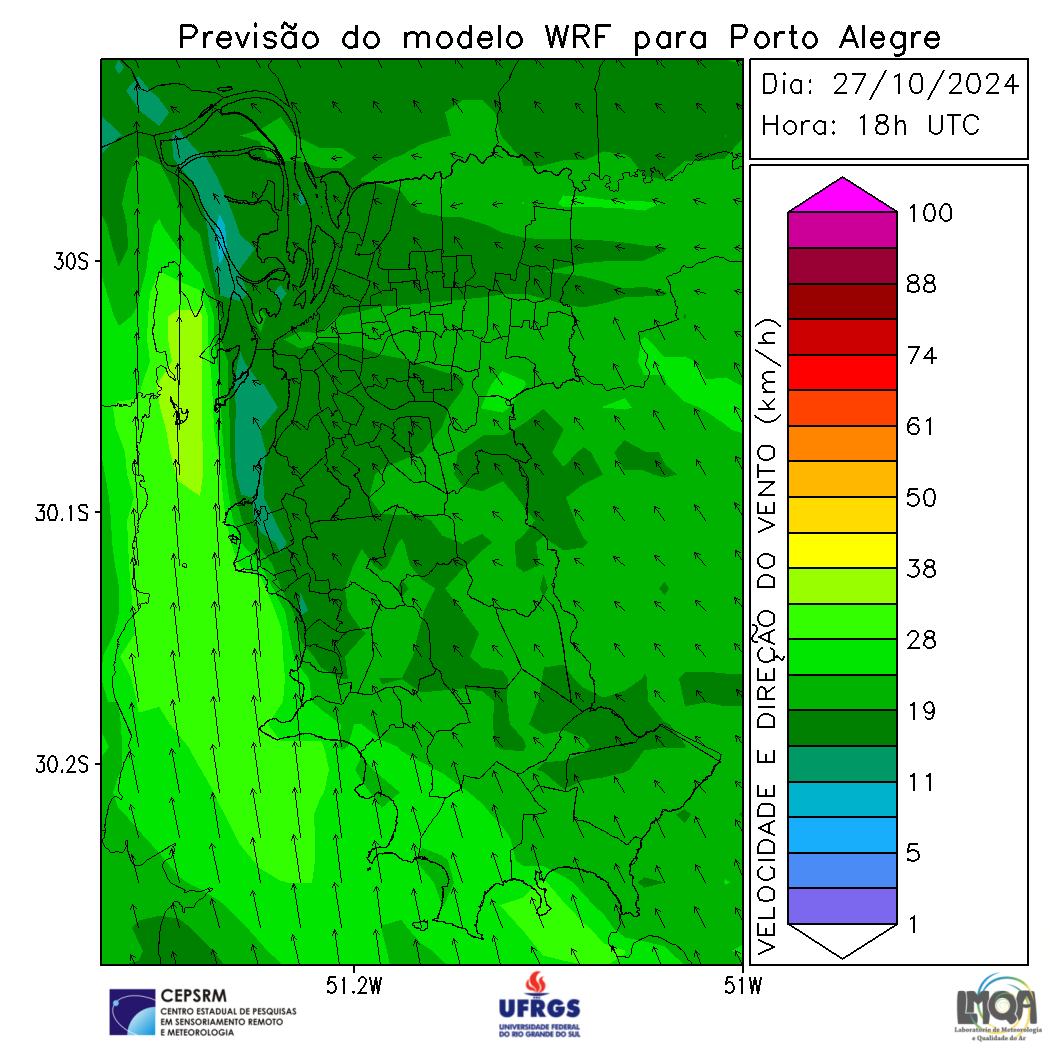 Previsão do modelo WRF para Porto Alegre
Dia: 27/10/2024
Hora: 18h UTC
30S
30.1S
30.2S
51.2W
51W
VELOCIDADE E DIREÇÃO DO VENTO (km/h)
100
88
74
61
50
38
28
19
11
5
1
CEPSRM
CENTRO ESTADUAL DE PESQUISAS
EM SENSORIAMENTO REMOTO
E METEOROLOGIA
UFRGS
UNIVERSIDADE FEDERAL
DO RIO GRANDE DO SUL
LMQA
Laboratório de Meteorologia
e Qualidade do Ar